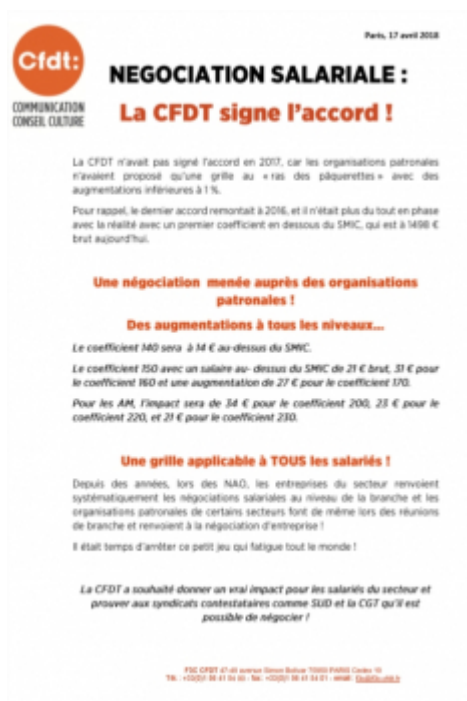 Cfdt:
COMMUNICATION
CONSEIL CULTURE
Paris, 17 avril 2018
NEGOCIATION SALARIALE :
La CFDT signe l'accord !
La CFDT n'avait pas signé l'accord en 2017, car les organisations patronales
n'avaient proposé qu'une grille au « ras des pâquerettes » avec des
augmentations inférieures à 1 %.
Pour rappel, le dernier accord remontait à 2016, et il n'était plus du tout en phase
avec la réalité avec un premier coefficient en dessous du SMIC, qui est à 1498 €
brut aujourd'hui.
Une négociation menée auprès des organisations
patronales !
Des augmentations à tous les niveaux...
Le coefficient 140 sera à 14 € au-dessus du SMIC.
Le coefficient 150 avec un salaire au- dessus du SMIC de 21 € brut, 31 € pour
le coefficient 160 et une augmentation de 27 € pour le coefficient 170.
Pour les AM, l'impact sera de 34 € pour le coefficient 200, 23 € pour le
coefficient 220, et 21 € pour le coefficient 230.
Une grille applicable à TOUS les salariés !
Depuis des années, lors des NAO, les entreprises du secteur renvoient
systématiquement les négociations salariales au niveau de la branche et les
organisations patronales de certains secteurs font de même lors des réunions
de branche et renvoient à la négociation d'entreprise !
Il était temps d'arrêter ce petit jeu qui fatigue tout le monde !
La CFDT a souhaité donner un vrai impact pour les salariés du secteur et
prouver aux syndicats contestataires comme SUD et la CGT qu'il est
possible de négocier !
F3C CFDT 47-49 avenue Simon Bolivar 75950 PARIS Cedex 19